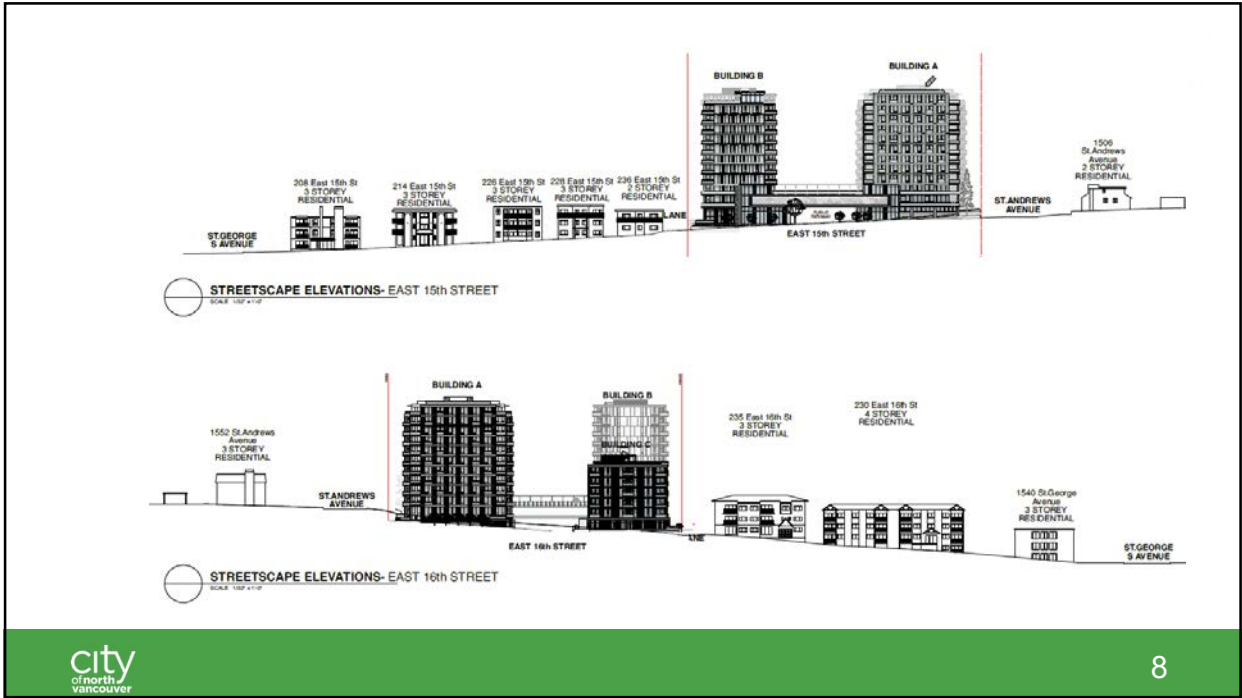 BUILDING B
BUILDING A
208 East 15th St
3 STOREY
RESIDENTIAL
214 East 15th St
3 STOREY
RESIDENTIAL
226 East 15th St
3 STOREY
RESIDENTIAL
228 East 15th St
3 STOREY
RESIDENTIAL
236 East 15th St
2 STOREY
RESIDENTIAL
1506
St.Andrews
Avenue
2 STOREY
RESIDENTIAL
ST.GEORGE
S AVENUE
LANE
EAST 15th STREET
ST.ANDREWS
AVENUE
STREETSCAPE ELEVATIONS- EAST 15th STREET
BUILDING A
BUILDING B
BUILDING C
1552 St.Andrews
Avenue
3 STOREY
RESIDENTIAL
235 East 16th St
3 STOREY
RESIDENTIAL
230 East 16th St
4 STOREY
RESIDENTIAL
1540 St.George
Avenue
3 STOREY
RESIDENTIAL
ST.ANDREWS
AVENUE
EAST 16th STREET
ST.GEORGE
S AVENUE
STREETSCAPE ELEVATIONS- EAST 16th STREET
city
of north
vancouver
8